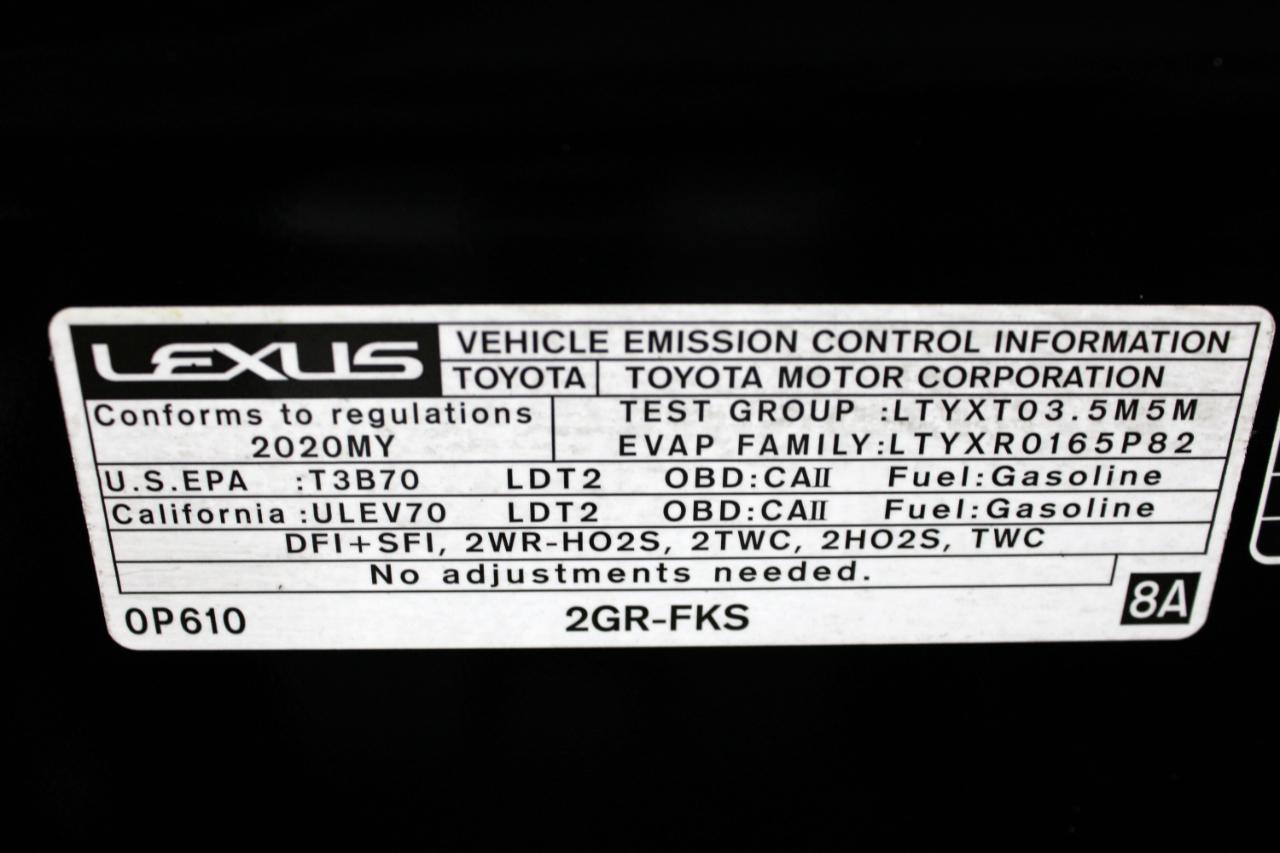 LEXUS
VEHICLE EMISSION CONTROL INFORMATION
TOYOTA TOYOTA MOTOR CORPORATION
Conforms to regulations
2020MY
TEST GROUP :LTYXT03.5M5M
EVAP FAMILY:LTYXR0165P82
U.S.EPA :T3B70 LDT2 OBD:CAII Fuel:Gasoline
California :ULEV70 LDT2 OBD:CAII Fuel:Gasoline
DFI+SFI, 2WR-HO2S, 2TWC, 2HO2S, TWC
No adjustments needed.
0P610 2GR-FKS 8A